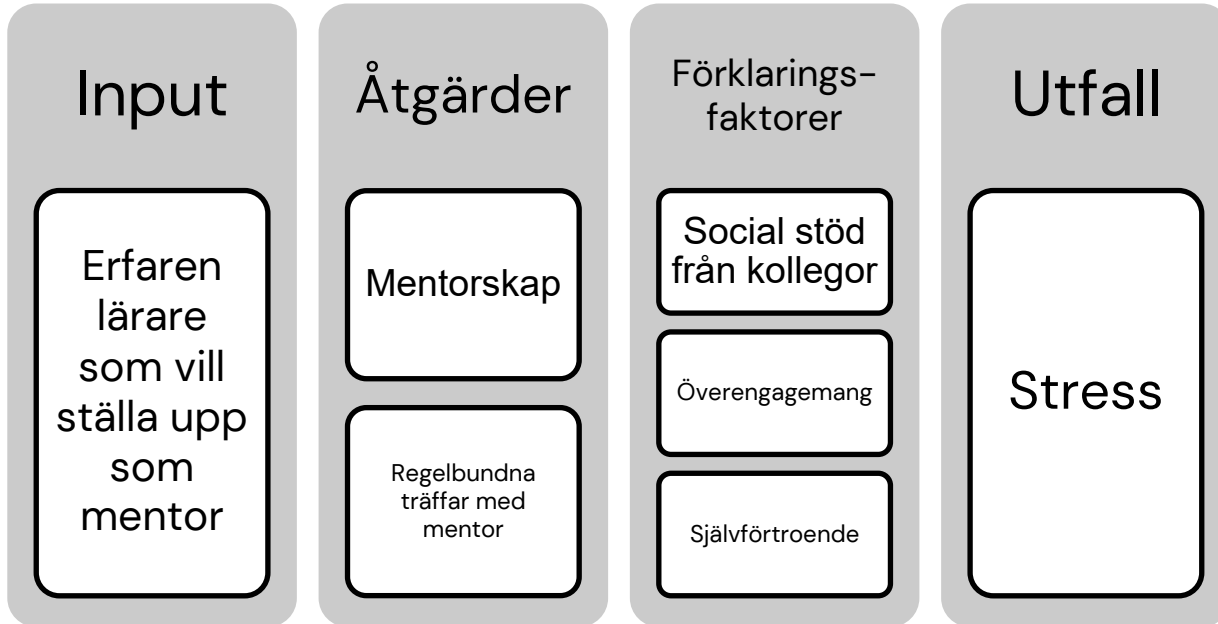 Input
Erfaren
lärare
som vill
ställa upp
som
mentor
Åtgärder
Mentorskap
Regelbundna
träffar med
mentor
Förklarings-
faktorer
Social stöd
från kollegor
Överengagemang
Självförtroende
Utfall
Stress